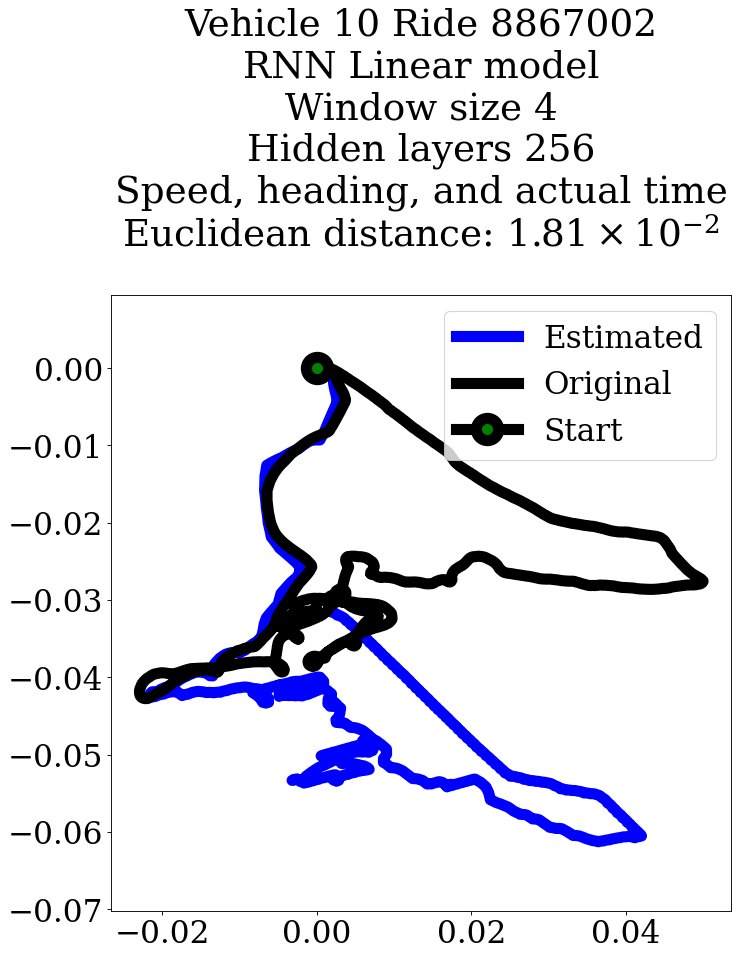 Vehicle 10 Ride 8867002
RNN Linear model
Window size 4
Hidden layers 256
Speed, heading, and actual time
Euclidean distance: 1.81 × 10⁻²
Estimated
Original
Start
0.00
−0.01
−0.02
−0.03
−0.04
−0.05
−0.06
−0.07
−0.02 0.00 0.02 0.04